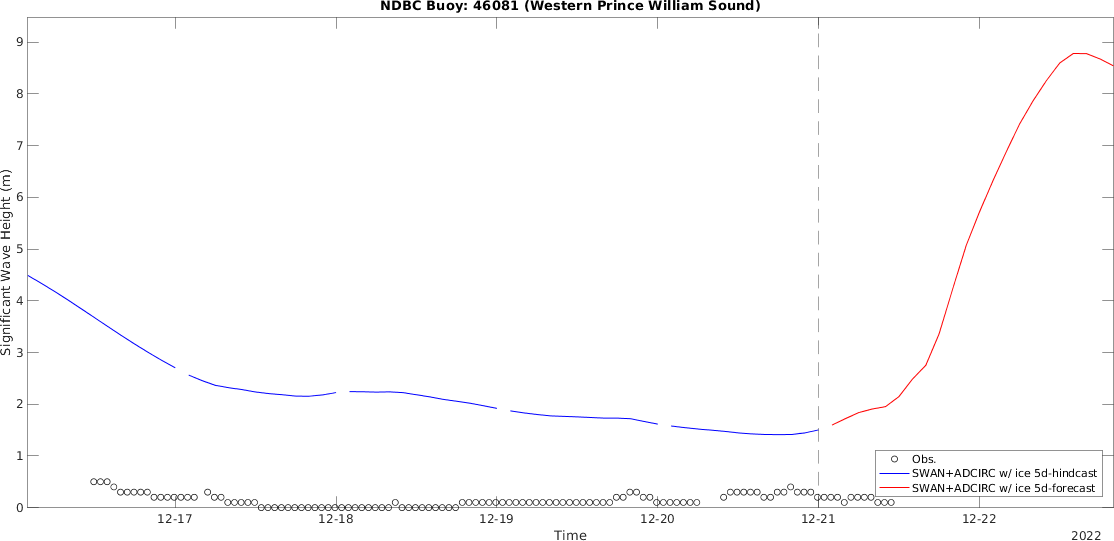 NDBC Buoy: 46081 (Western Prince William Sound)
Significant Wave Height (m)
9
8
7
6
5
4
3
2
1
0
Obs.
SWAN+ADCIRC w/ ice 5d-hindcast
SWAN+ADCIRC w/ ice 5d-forecast
12-17 12-18 12-19 12-20 12-21 12-22
Time
2022